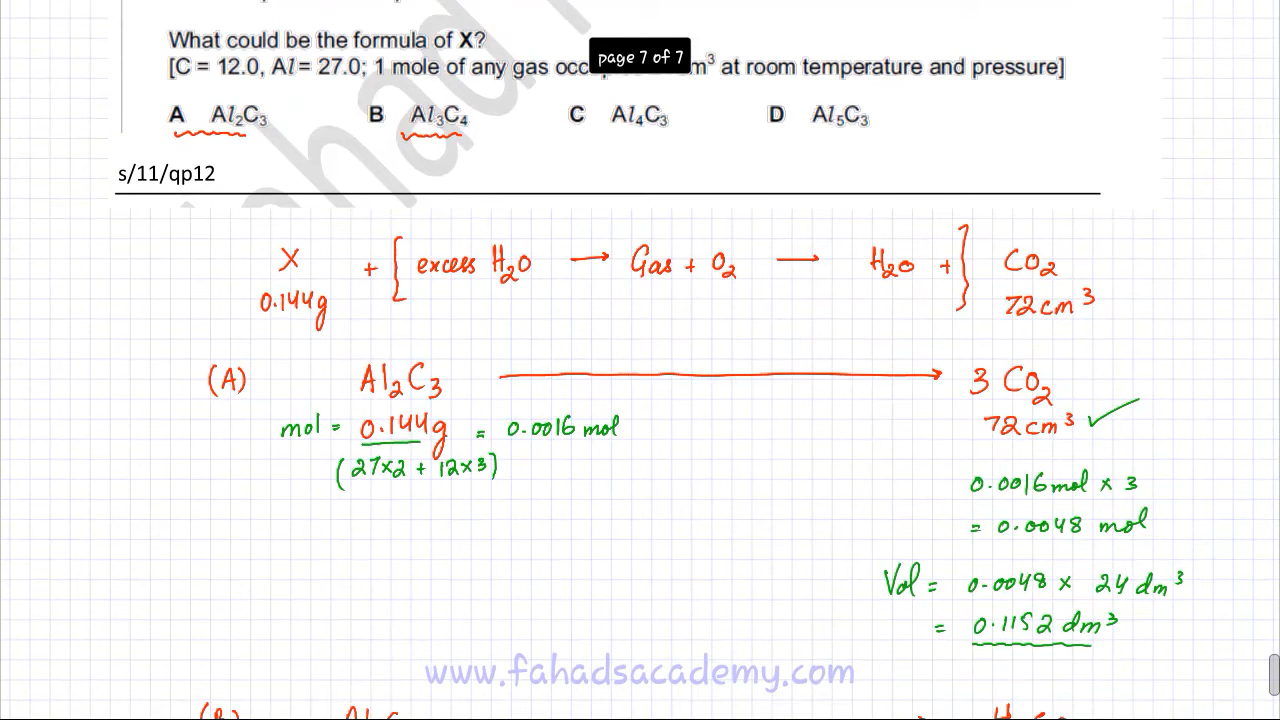 What could be the formula of X?
[C = 12.0, Al = 27.0; 1 mole of any gas occ m³ at room temperature and pressure]
page 7 of 7
A Al₂C₃ B Al₃C₄ C Al₄C₃ D Al₅C₃
s/11/qp12
X + [ excess H₂O → Gas + O₂ → H₂O + } CO₂
0.144g 72cm³
(A) Al₂C₃ → 3 CO₂
mol = 0.144g = 0.0016 mol 72cm³ ✓
(27×2 + 12×3)
0.0016mol × 3
= 0.0048 mol
Vol = 0.0048 × 24 dm³
= 0.1152 dm³
www.fahadsacademy.com